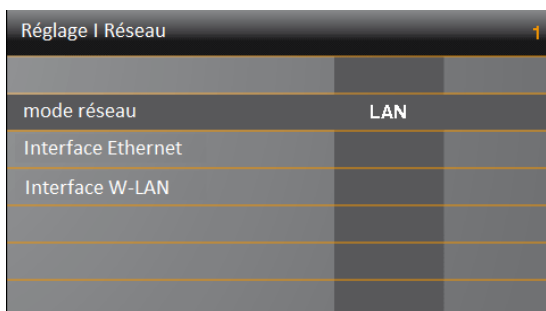 Réglage I Réseau 1
mode réseau LAN
Interface Ethernet
Interface W-LAN